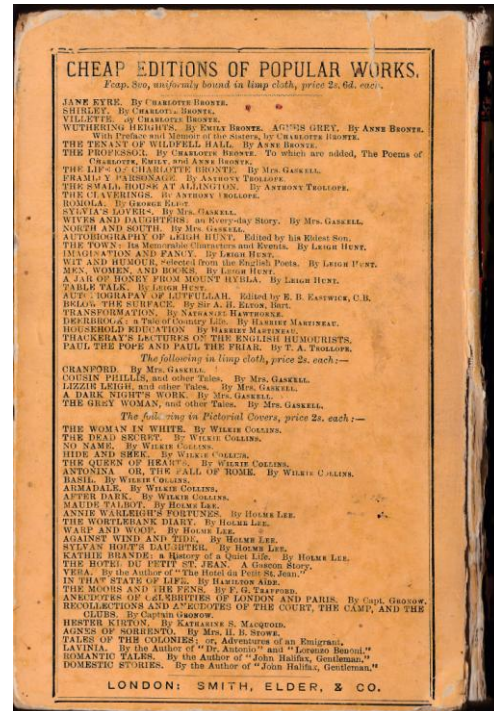 CHEAP EDITIONS OF POPULAR WORKS.
Fcap. 8vo, uniformly bound in limp cloth, price 2s. 6d. each.
JANE EYRE. By CHARLOTTE BRONTE.
SHIRLEY. By CHARLOTTE BRONTE.
VILLETTE. By CHARLOTTE BRONTE.
WUTHERING HEIGHTS. By EMILY BRONTE. AGNES GREY. By ANNE BRONTE.
With Preface and Memoir of the Sisters, by CHARLOTTE BRONTE.
THE TENANT OF WILDFELL HALL. By ANNE BRONTE.
THE PROFESSOR. By CHARLOTTE BRONTE. To which are added, The Poems of
CHARLOTTE, EMILY, and ANNE BRONTE.
THE LIFE OF CHARLOTTE BRONTE. By MRS. GASKELL.
FRAMLEY PARSONAGE. By ANTHONY TROLLOPE.
THE SMALL HOUSE AT ALLINGTON. By ANTHONY TROLLOPE.
THE CLAVERINGS. By ANTHONY TROLLOPE.
ROMOLA. By GEORGE ELIOT.
SYLVIA'S LOVERS. By MRS. GASKELL.
WIVES AND DAUGHTERS: an Every-day Story. By MRS. GASKELL.
NORTH AND SOUTH. By MRS. GASKELL.
AUTOBIOGRAPHY OF LEIGH HUNT. Edited by his Eldest Son.
THE TOWN: Its Memorable Characters and Events. By LEIGH HUNT.
IMAGINATION AND FANCY. By LEIGH HUNT.
WIT AND HUMOUR, Selected from the English Poets. By LEIGH HUNT.
MEN, WOMEN, AND BOOKS. By LEIGH HUNT.
A JAR OF HONEY FROM MOUNT HYBLA. By LEIGH HUNT.
TABLE TALK. By LEIGH HUNT.
AUTOBIOGRAPAY OF LUTFULLAH. Edited by E. B. EASTWICK, C.B.
BELOW THE SURFACE. By Sir A. H. ELTON, Bart.
TRANSFORMATION. By NATHANIEL HAWTHORNE.
DEERBROOK: a Tale of Country Life. By HARRIET MARTINEAU.
HOUSEHOLD EDUCATION By HARRIET MARTINEAU.
THACKERAY'S LECTURES ON THE ENGLISH HUMOURISTS.
PAUL THE POPE AND PAUL THE FRIAR. By T. A. TROLLOPE.
The following in limp cloth, price 2s. each:—
CRANFORD. By MRS. GASKELL.
COUSIN PHILLIS, and other Tales. By MRS. GASKELL.
LIZZIE LEIGH, and other Tales. By MRS. GASKELL.
A DARK NIGHT'S WORK. By MRS. GASKELL.
THE GREY WOMAN, and other Tales. By MRS. GASKELL.
The following in Pictorial Covers, price 2s. each:—
THE WOMAN IN WHITE. By WILKIE COLLINS.
THE DEAD SECRET. By WILKIE COLLINS.
NO NAME. By WILKIE COLLINS.
HIDE AND SEEK. By WILKIE COLLINS.
THE QUEEN OF HEARTS. By WILKIE COLLINS.
ANTONINA OR, THE FALL OF ROME. By WILKIE COLLINS.
BASIL. By WILKIE COLLINS.
ARMADALE. By WILKIE COLLINS.
AFTER DARK. By WILKIE COLLINS.
MAUDE TALBOT. By HOLME LEE.
ANNIE WARLEIGH'S FORTUNES. By HOLME LEE.
THE WORTLEBANK DIARY. By HOLME LEE.
WARP AND WOOF. By HOLME LEE.
AGAINST WIND AND TIDE. By HOLME LEE.
SYLVAN HOLT'S DAUGHTER. By HOLME LEE.
KATHIE BRANDE: a History of a Quiet Life. By HOLME LEE.
THE HOTEL DU PETIT ST. JEAN. A Gascon Story.
VERA. By the Author of "The Hotel du Petit St. Jean."
IN THAT STATE OF LIFE. By HAMILTON AIDE.
THE MOORS AND THE FENS. By F. G. TRAFFORD.
ANECDOTES OF CELEBRITIES OF LONDON AND PARIS. By Capt. GRONOW.
RECOLLECTIONS AND ANECDOTES OF THE COURT, THE CAMP, AND THE
CLUBS. By Captain GRONOW.
HESTER KIRTON. By KATHARINE S. MACQUOID.
AGNES OF SORRENTO. By MRS. H. B. STOWE.
TALES OF THE COLONIES: or, Adventures of an Emigrant.
LAVINIA. By the Author of "Dr. Antonio" and "Lorenzo Benoni."
ROMANTIC TALES. By the Author of "John Halifax, Gentleman."
DOMESTIC STORIES. By the Author of "John Halifax, Gentleman."
LONDON: SMITH, ELDER, & CO.